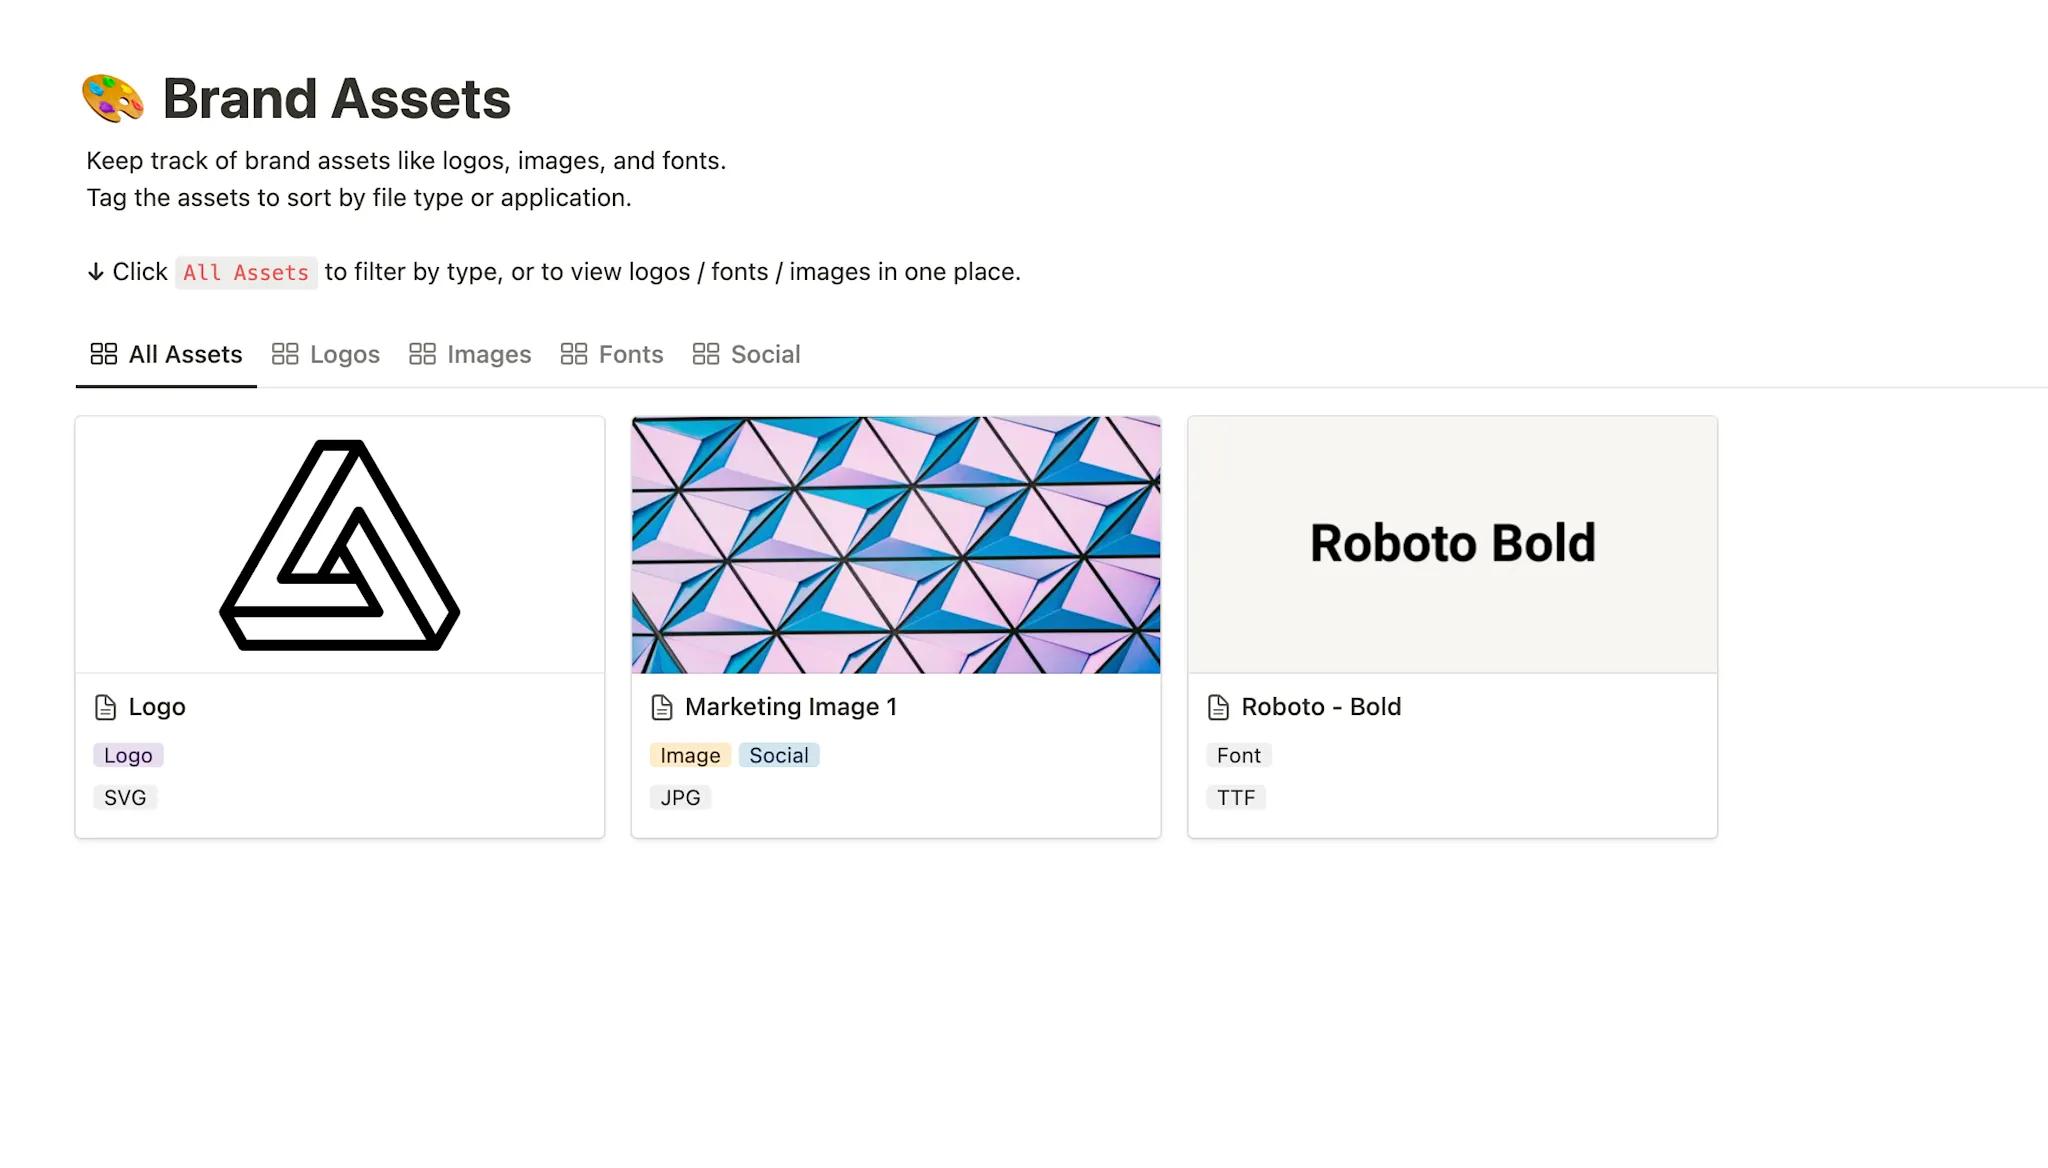 Brand Assets
Keep track of brand assets like logos, images, and fonts.
Tag the assets to sort by file type or application.
↓ Click All Assets to filter by type, or to view logos / fonts / images in one place.
All Assets Logos Images Fonts Social
Roboto Bold
Logo
Logo
SVG
Marketing Image 1
Image Social
JPG
Roboto - Bold
Font
TTF